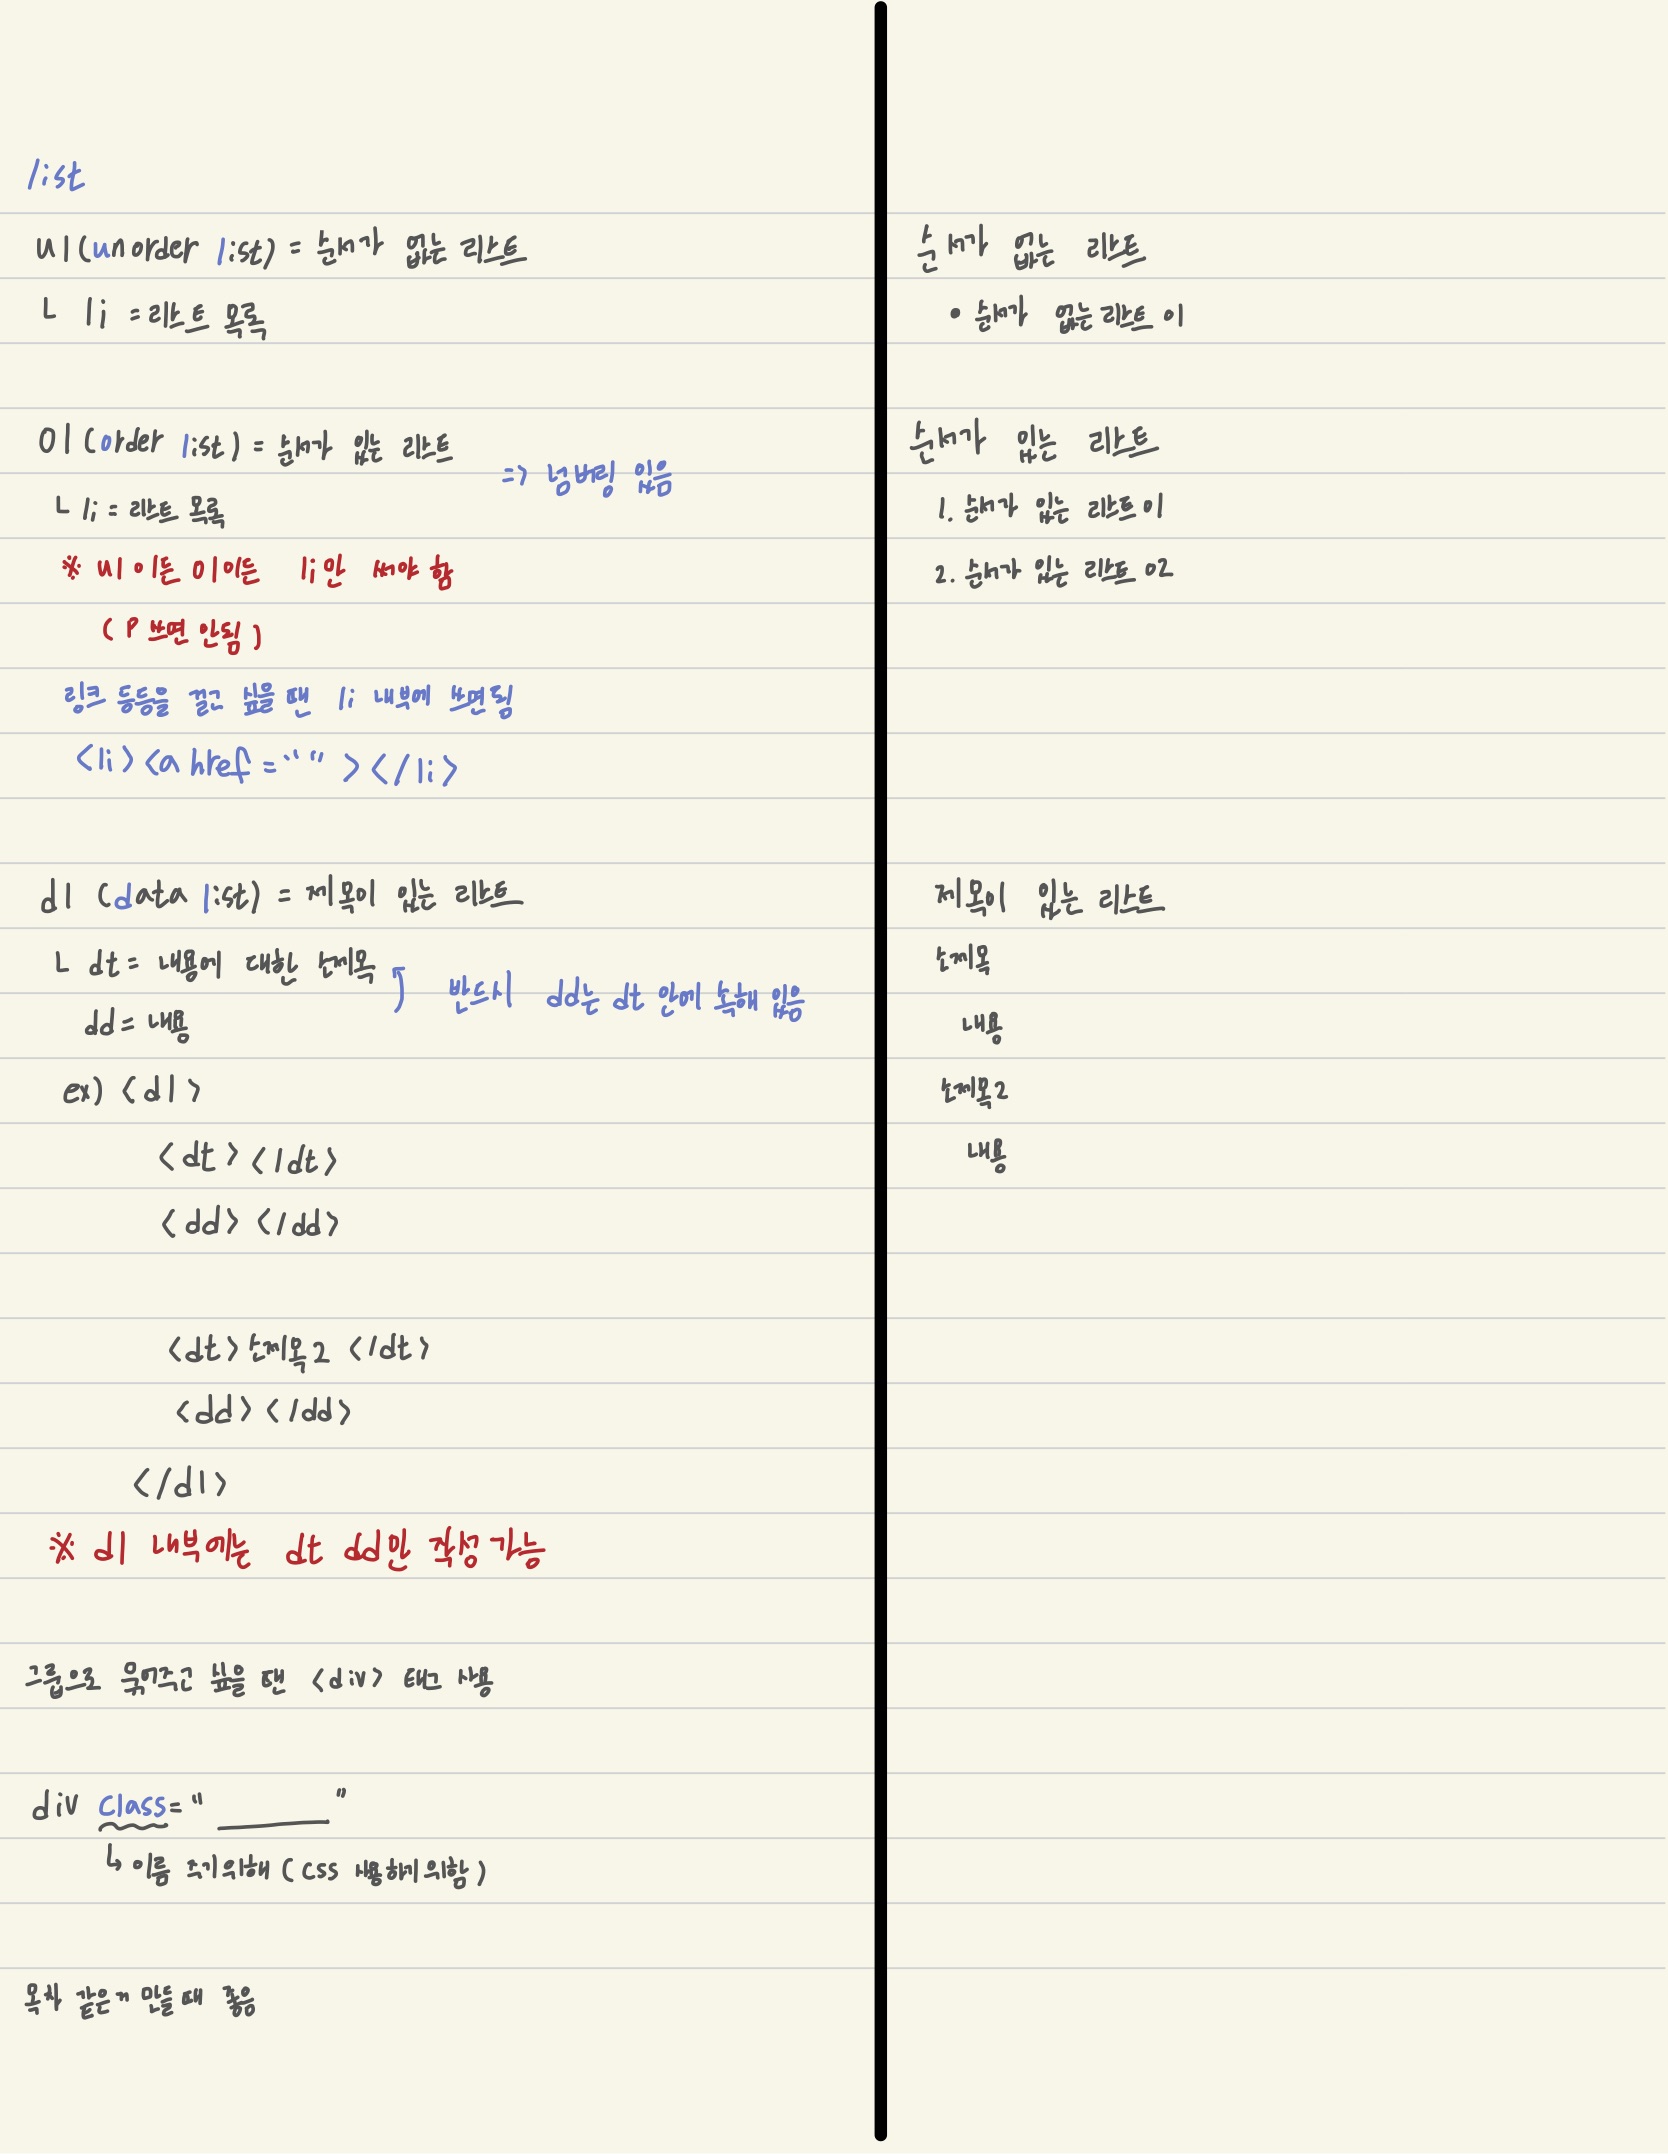 list
ul(unorder list) = 순서가 없는 리스트
ㄴ li = 리스트 목록
ol(order list) = 순서가 있는 리스트
=> 넘버링 있음
ㄴ li = 리스트 목록
※ ul이든 ol이든 li만 써야 함
(P 쓰면 안됨)
링크 등등을 걸고 싶을 땐 li 내부에 쓰면됨
<li><a href="" ></li>
dl (data list) = 제목이 있는 리스트
ㄴ dt = 내용에 대한 소제목
반드시 dd는 dt 안에 속해 있음
dd = 내용
ex) <dl>
<dt></dt>
<dd></dd>
<dt>소제목2 </dt>
<dd></dd>
</dl>
※ dl 내부에는 dt dd만 작성 가능
그룹으로 묶어주고 싶을 땐 <div> 태그 사용
div class=" ______ "
↳ 이름 주기위해 (css 사용하기위함)
목차 같은거 만들때 좋음
순서가 없는 리스트
• 순서가 없는 리스트 01
순서가 있는 리스트
1. 순서가 있는 리스트 01
2. 순서가 있는 리스트 02
제목이 있는 리스트
소제목
내용
소제목2
내용